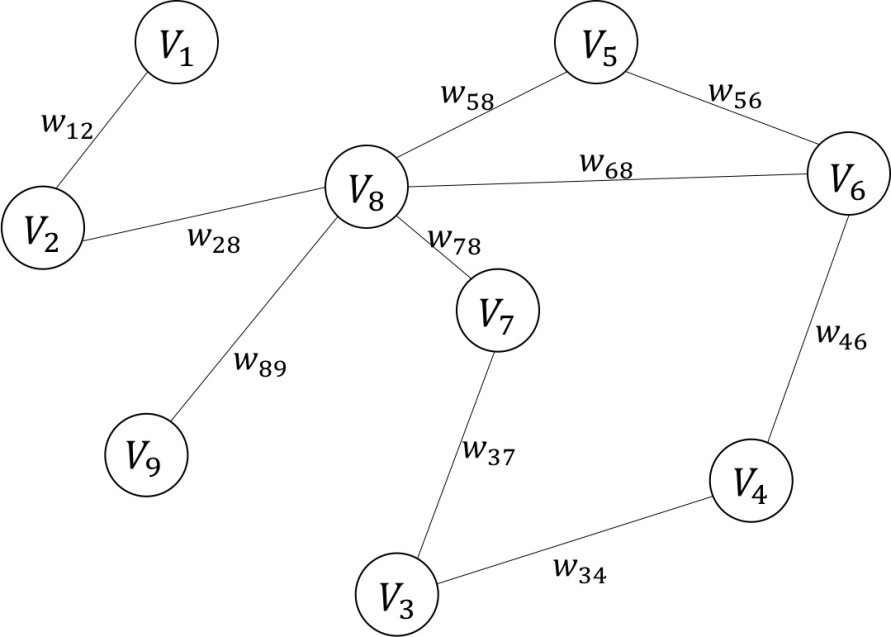 V₁
V₅
w₅₈
w₅₆
w₁₂
w₆₈
V₈
V₆
V₂
w₂₈
w₇₈
V₇
w₄₆
w₈₉
V₉
w₃₇
V₄
w₃₄
V₃